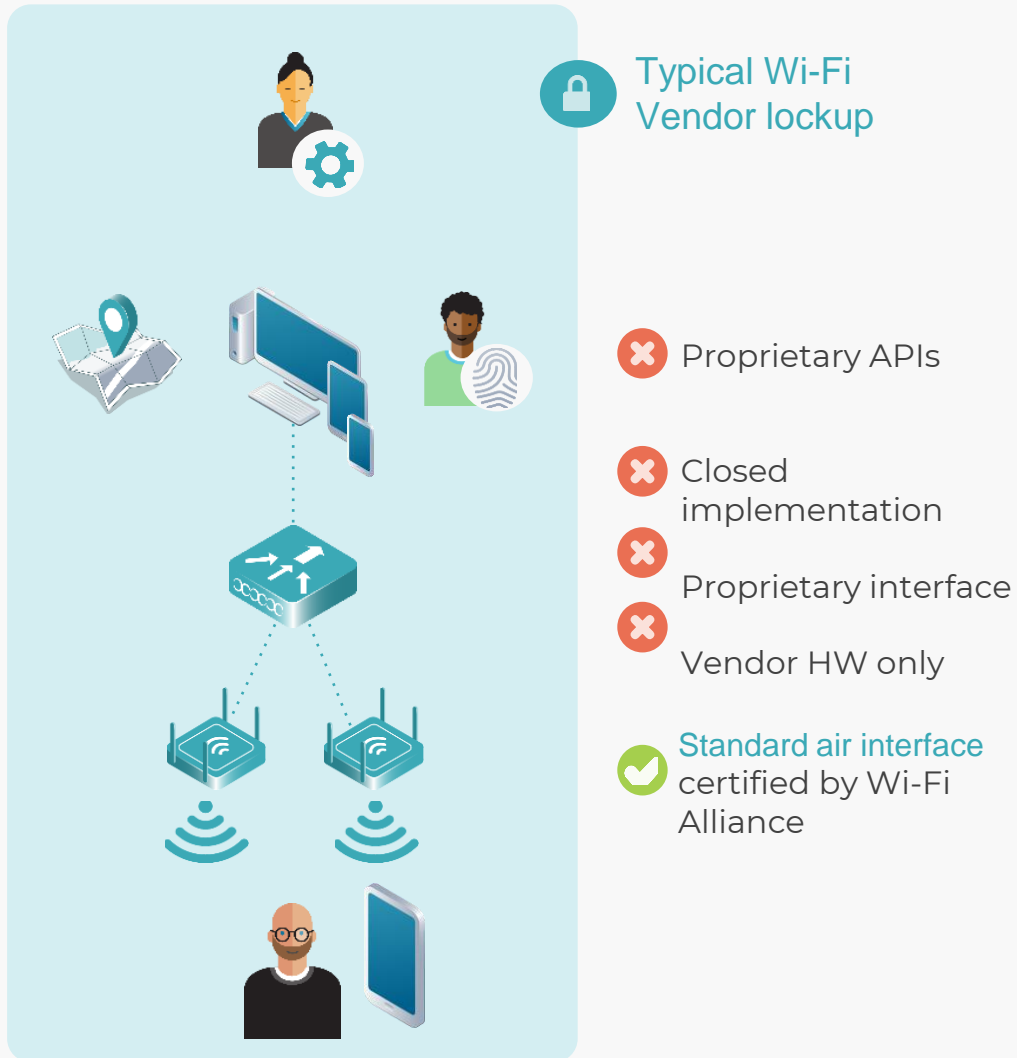 Typical Wi-Fi
Vendor lockup
Proprietary APIs
Closed
implementation
Proprietary interface
Vendor HW only
Standard air interface
certified by Wi-Fi
Alliance